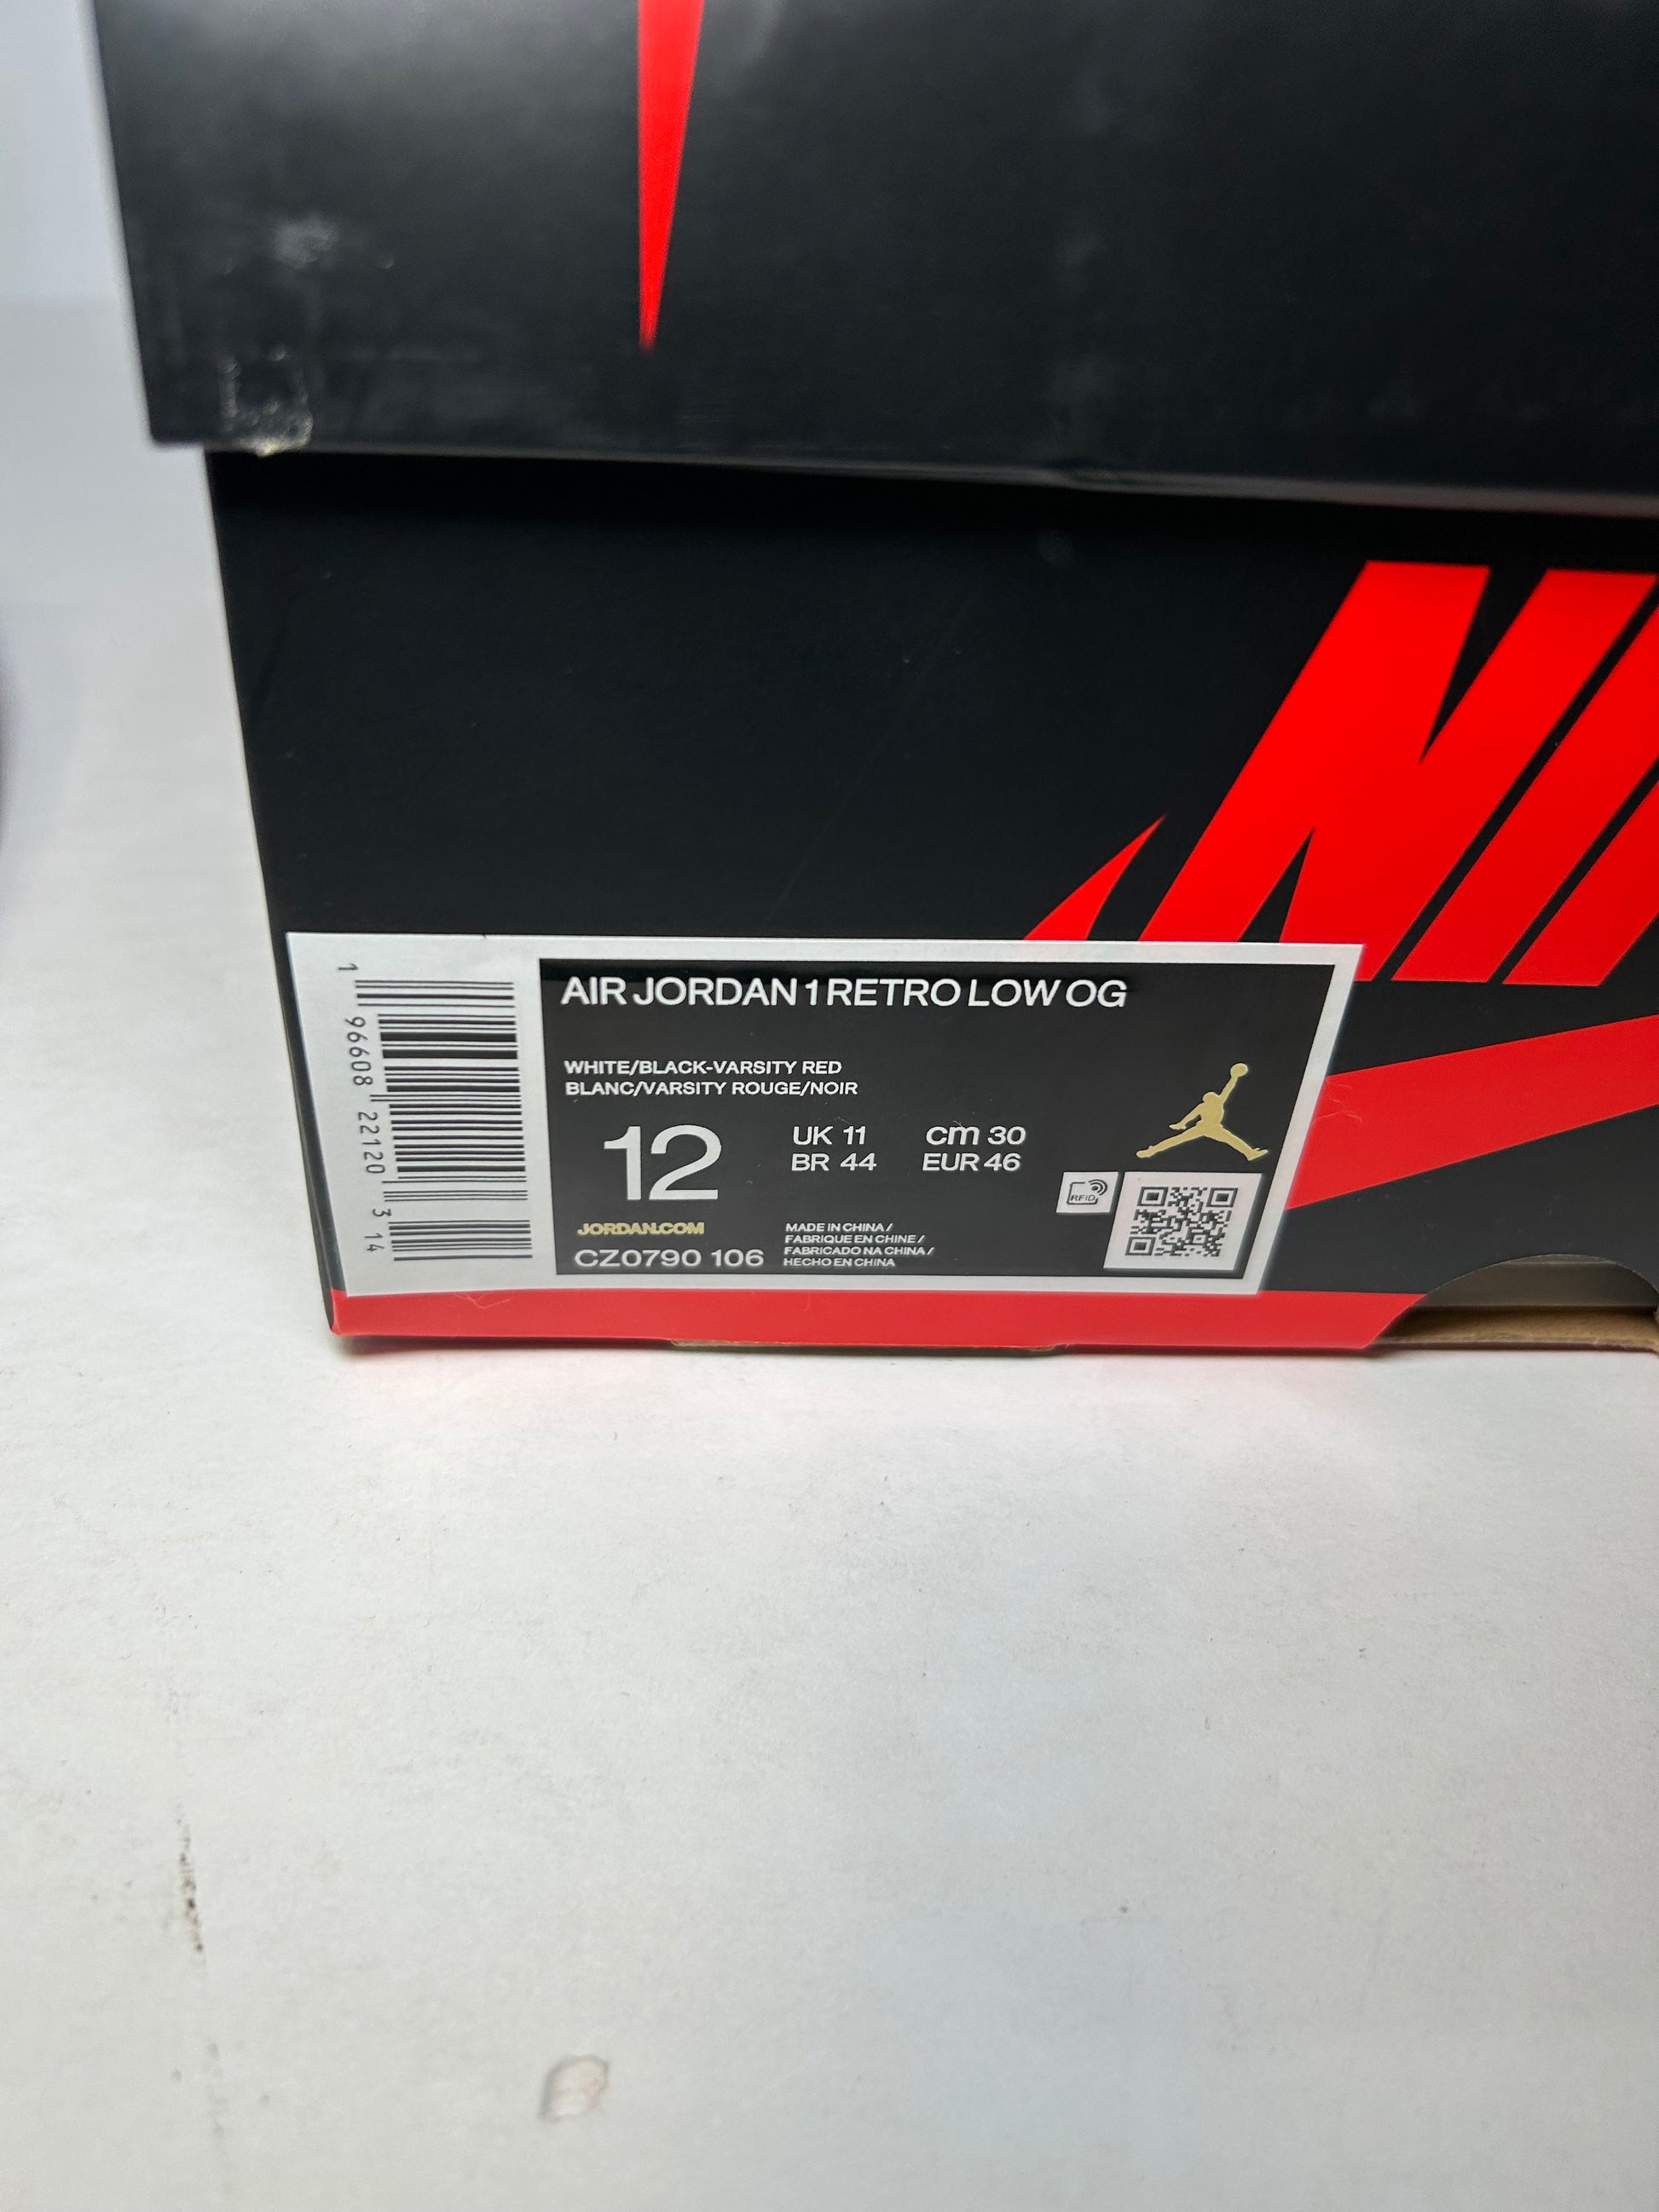 NI
AIR JORDAN 1 RETRO LOW OG
WHITE/BLACK-VARSITY RED
BLANC/VARSITY ROUGE/NOIR
12
UK 11
cm 30
BR 44
EUR 46
RFID
JORDAN.COM
CZ0790 106
MADE IN CHINA /
FABRIQUE EN CHINE /
FABRICADO NA CHINA /
HECHO EN CHINA
1 96608 22120 3 14